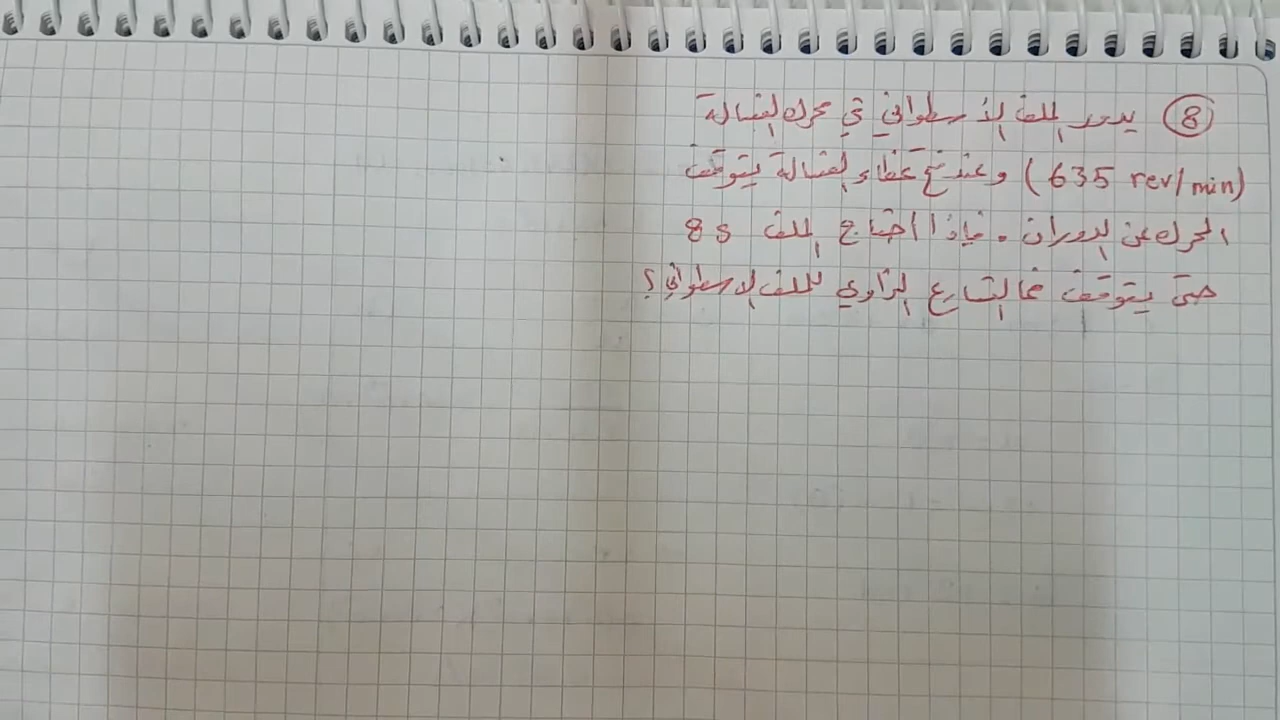 8 يدور الملف الأسطواني في محرك الغسالة
(635 rev/min) وعند فتح غطاء الغسالة يتوقف
المحرك عن الدوران. فإذا احتاج الملف 8 s
حتى يتوقف فما التسارع الزاوي للملف الاسطواني؟